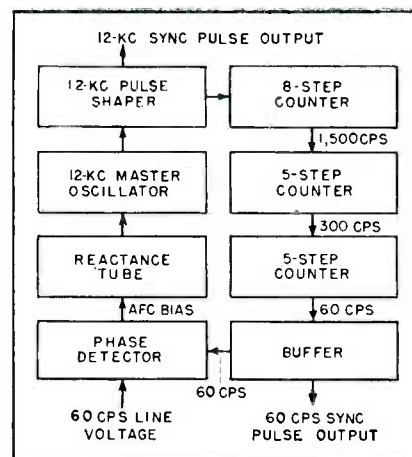 12-KC SYNC PULSE OUTPUT
12-KC PULSE
SHAPER
8-STEP
COUNTER
1,500 CPS
12-KC MASTER
OSCILLATOR
5-STEP
COUNTER
300 CPS
REACTANCE
TUBE
5-STEP
COUNTER
AFC BIAS
60 CPS
PHASE
DETECTOR
BUFFER
60 CPS
60 CPS LINE
VOLTAGE
60 CPS SYNC
PULSE OUTPUT